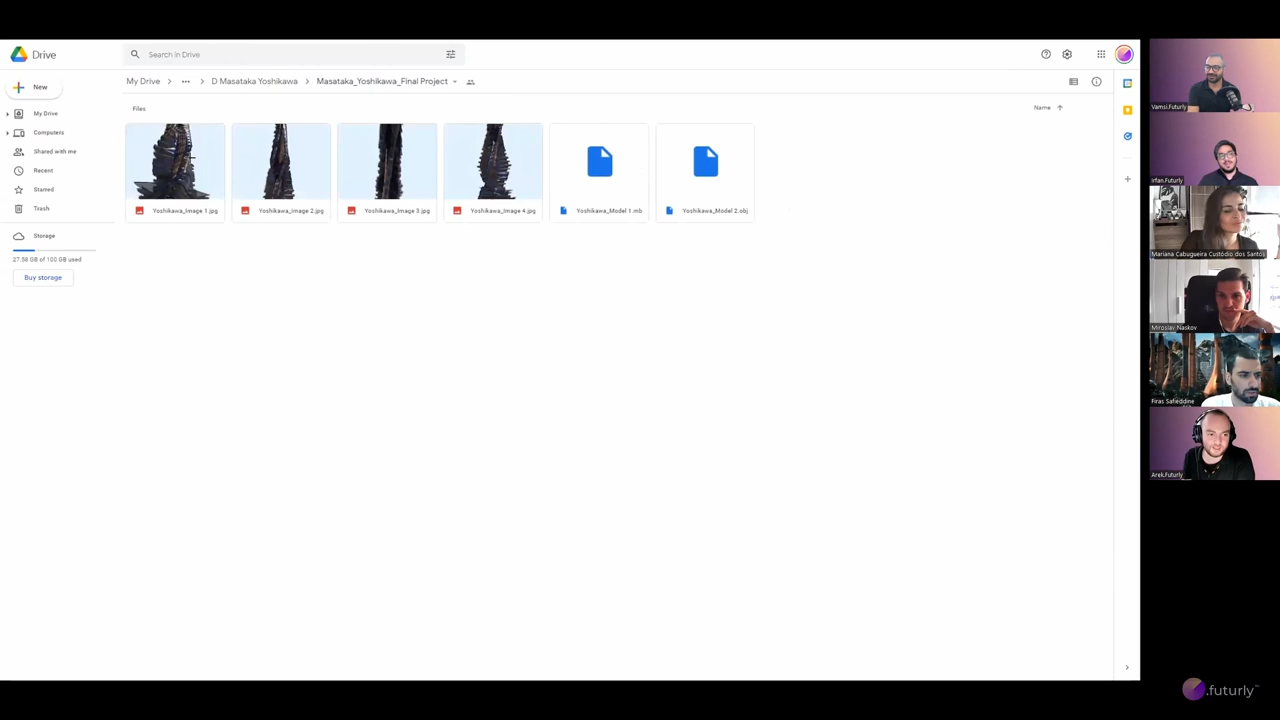 Drive
Search in Drive
New
My Drive
Computers
Shared with me
Recent
Starred
Trash
Storage
27.58 GB of 100 GB used
Buy storage
My Drive
D Masataka Yoshikawa
Masataka_Yoshikawa_Final Project
Files
Name
Yoshikawa_Image 1.jpg
Yoshikawa_Image 2.jpg
Yoshikawa_Image 3.jpg
Yoshikawa_Image 4.jpg
Yoshikawa_Model 1.mb
Yoshikawa_Model 2.obj
Vamsi.Futurly
Irfan.Futurly
Mariana Cabugueira Custódio dos Santos
Miroslav Naskov
Firas Safieddine
Arek.Futurly
.futurly™